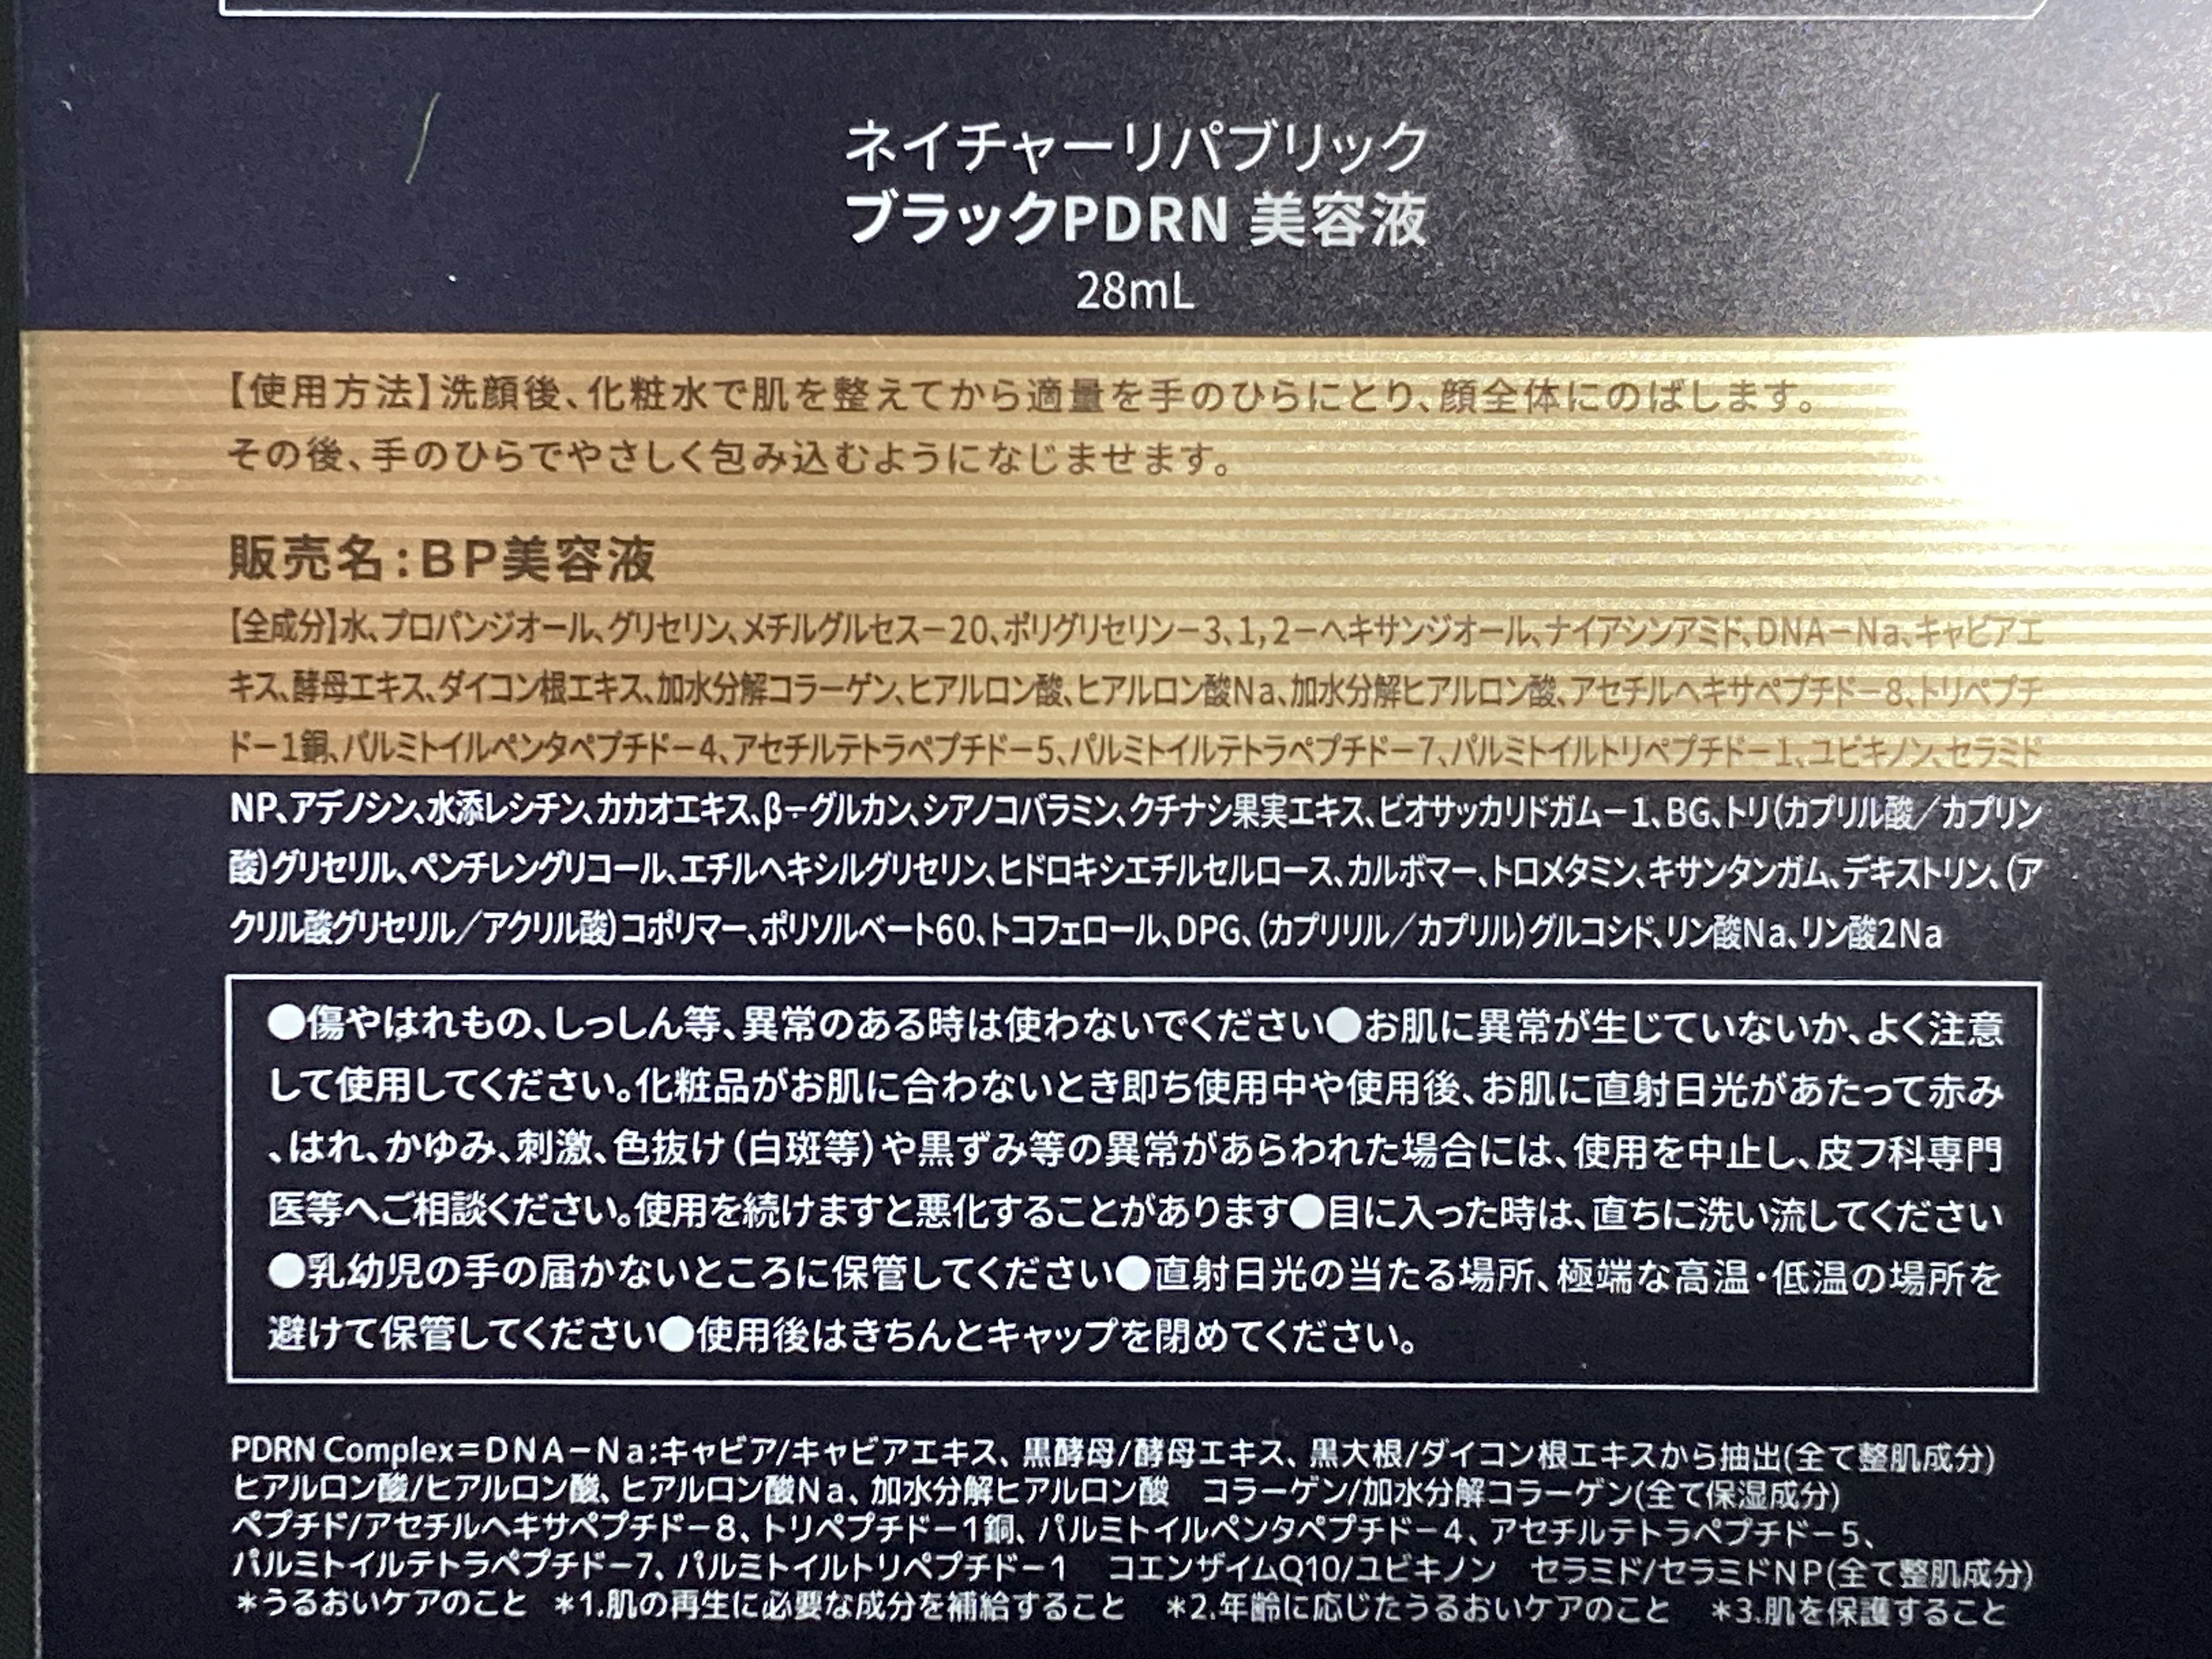 ネイチャーリパブリック
ブラックPDRN 美容液
28mL
【使用方法】洗顔後、化粧水で肌を整えてから適量を手のひらにとり、顔全体にのばします。
その後、手のひらでやさしく包み込むようになじませます。
販売名：BP美容液
【全成分】水、プロパンジオール、グリセリン、メチルグルセス－20、ポリグリセリン－3、1,2－ヘキサンジオール、ナイアシンアミド、DNA－Na、キャビアエ
キス、酵母エキス、ダイコン根エキス、加水分解コラーゲン、ヒアルロン酸、ヒアルロン酸Na、加水分解ヒアルロン酸、アセチルヘキサペプチド－8、トリペプチ
ド－1銅、パルミトイルペンタペプチド－4、アセチルテトラペプチド－5、パルミトイルテトラペプチド－7、パルミトイルトリペプチド－1、ユビキノン、セラミド
NP、アデノシン、水添レシチン、カカオエキス、β－グルカン、シアノコバラミン、クチナシ果実エキス、ビオサッカリドガム－1、BG、トリ（カプリル酸／カプリン
酸）グリセリル、ペンチレングリコール、エチルヘキシルグリセリン、ヒドロキシエチルセルロース、カルボマー、トロメタミン、キサンタンガム、デキストリン、（ア
クリル酸グリセリル／アクリル酸）コポリマー、ポリソルベート60、トコフェロール、DPG、（カプリリル／カプリル）グルコシド、リン酸Na、リン酸2Na
●傷やはれもの、しっしん等、異常のある時は使わないでください●お肌に異常が生じていないか、よく注意
して使用してください。化粧品がお肌に合わないとき即ち使用中や使用後、お肌に直射日光があたって赤み
、はれ、かゆみ、刺激、色抜け（白斑等）や黒ずみ等の異常があらわれた場合には、使用を中止し、皮フ科専門
医等へご相談ください。使用を続けますと悪化することがあります●目に入った時は、直ちに洗い流してください
●乳幼児の手の届かないところに保管してください●直射日光の当たる場所、極端な高温・低温の場所を
避けて保管してください●使用後はきちんとキャップを閉めてください。
PDRN Complex＝DNA－Na:キャビア/キャビアエキス、黒酵母/酵母エキス、黒大根/ダイコン根エキスから抽出(全て整肌成分)
ヒアルロン酸/ヒアルロン酸、ヒアルロン酸Na、加水分解ヒアルロン酸　コラーゲン/加水分解コラーゲン(全て保湿成分)
ペプチド/アセチルヘキサペプチド－8、トリペプチド－1銅、パルミトイルペンタペプチド－4、アセチルテトラペプチド－5、
パルミトイルテトラペプチド－7、パルミトイルトリペプチド－1　コエンザイムQ10/ユビキノン　セラミド/セラミドNP(全て整肌成分)
＊うるおいケアのこと　＊1.肌の再生に必要な成分を補給すること　＊2.年齢に応じたうるおいケアのこと　＊3.肌を保護すること